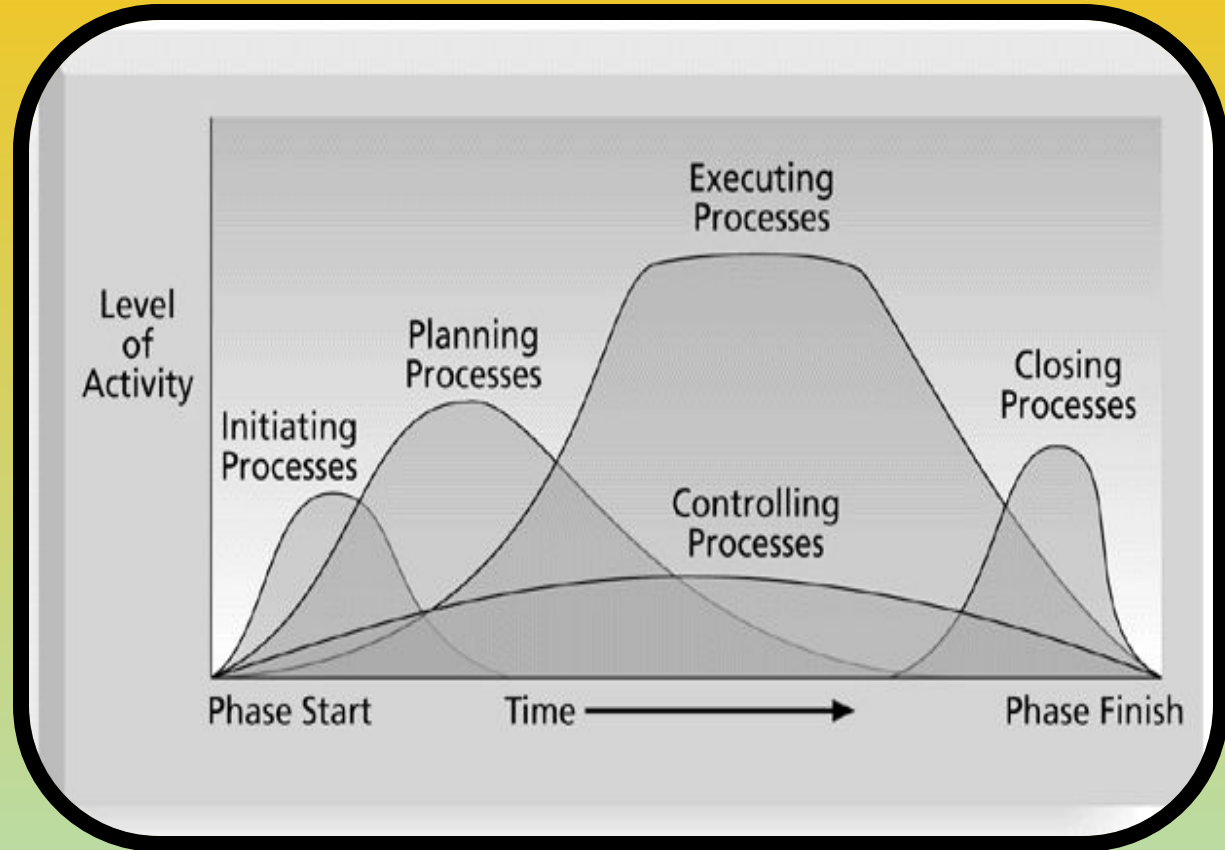 Executing
Processes
Level
of
Activity
Planning
Processes
Closing
Processes
Initiating
Processes
Controlling
Processes
Phase Start
Time
Phase Finish